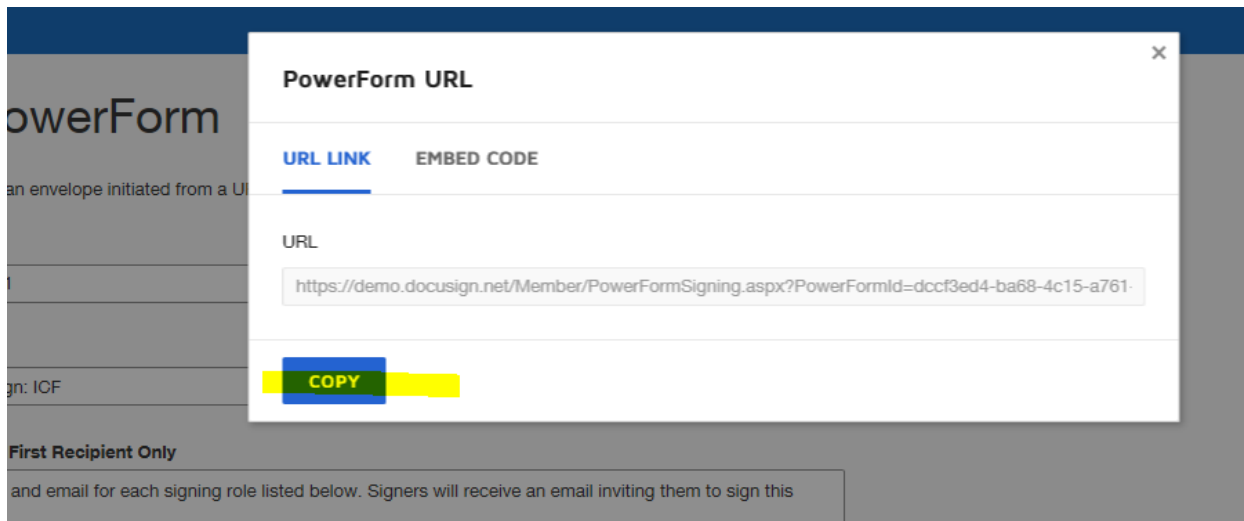 PowerForm URL
owerForm
URL LINK EMBED CODE
an envelope initiated from a
URL
https://demo.docusign.net/Member/PowerFormSigning.aspx?PowerFormId=dccf3ed4-ba68-4c15-a761-
COPY
gn: ICF
First Recipient Only
and email for each signing role listed below. Signers will receive an email inviting them to sign this